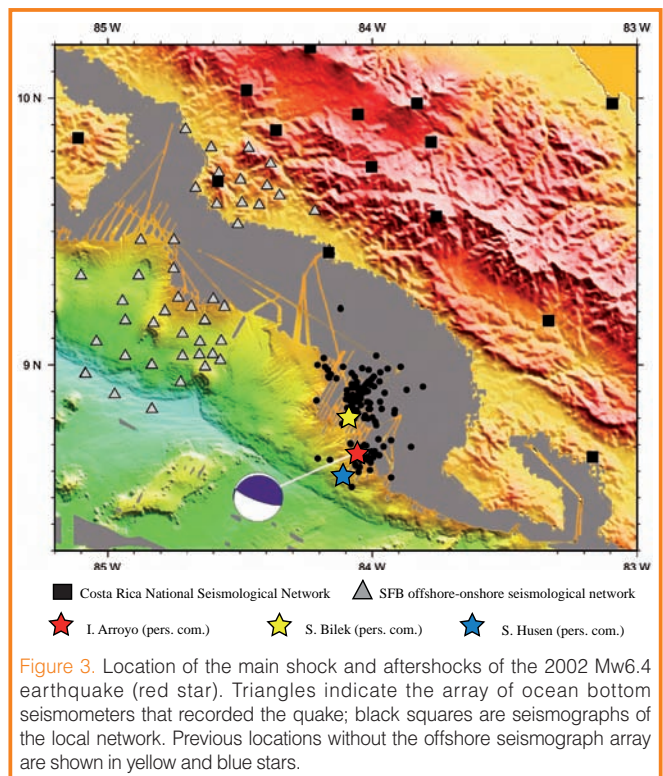 85 W 84 W 83 W
10 N
9 N
85 W 84 W 83 W
Costa Rica National Seismological Network SFB offshore-onshore seismological network
I. Arroyo (pers. com.) S. Bilek (pers. com.) S. Husen (pers. com.)
Figure 3. Location of the main shock and aftershocks of the 2002 Mw6.4
earthquake (red star). Triangles indicate the array of ocean bottom
seismometers that recorded the quake; black squares are seismographs of
the local network. Previous locations without the offshore seismograph array
are shown in yellow and blue stars.